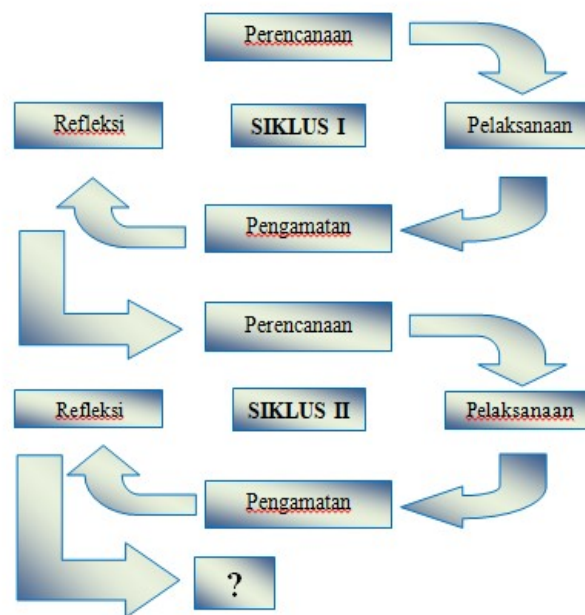 Perencanaan
Refleksi
SIKLUS I
Pelaksanaan
Pengamatan
Perencanaan
Refleksi
SIKLUS II
Pelaksanaan
Pengamatan
?